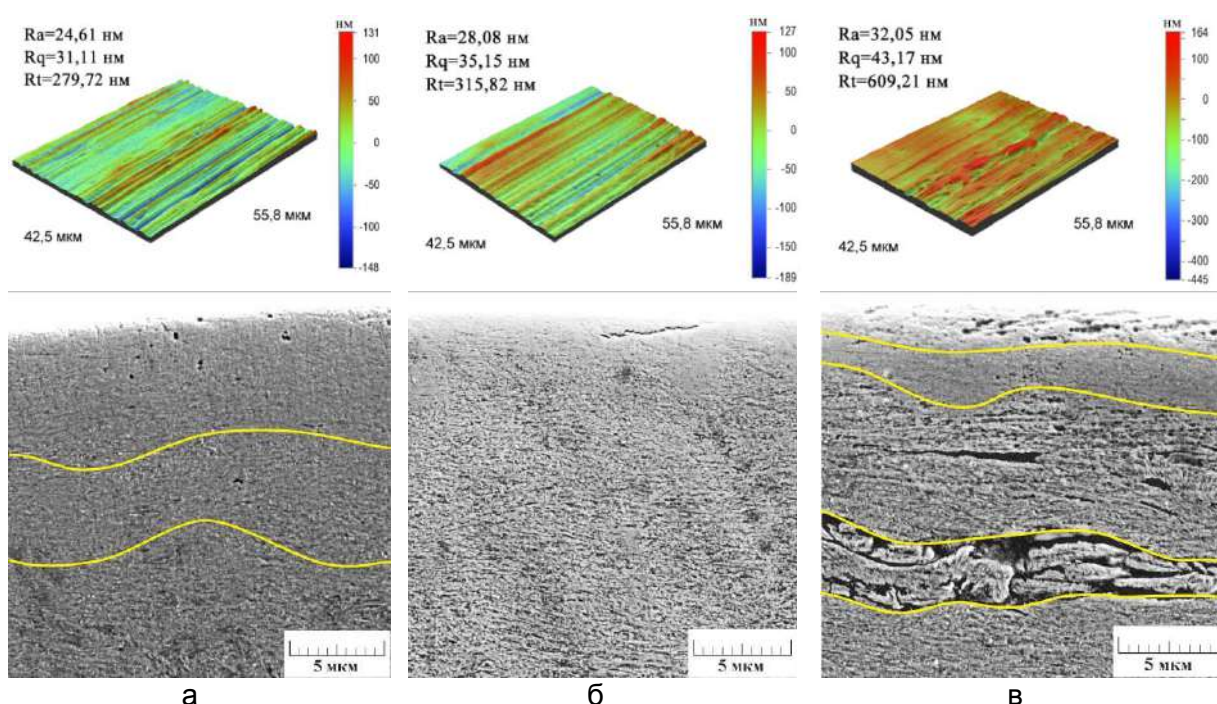 Ra=24,61 нм
Rq=31,11 нм
Rt=279,72 нм
нм
131
100
50
0
-50
-100
-148
42,5 мкм
55,8 мкм
Ra=28,08 нм
Rq=35,15 нм
Rt=315,82 нм
нм
127
50
0
-50
-100
-150
-189
42,5 мкм
55,8 мкм
Ra=32,05 нм
Rq=43,17 нм
Rt=609,21 нм
нм
164
100
0
-100
-200
-300
-400
-445
42,5 мкм
55,8 мкм
5 мкм
5 мкм
5 мкм
а
б
в